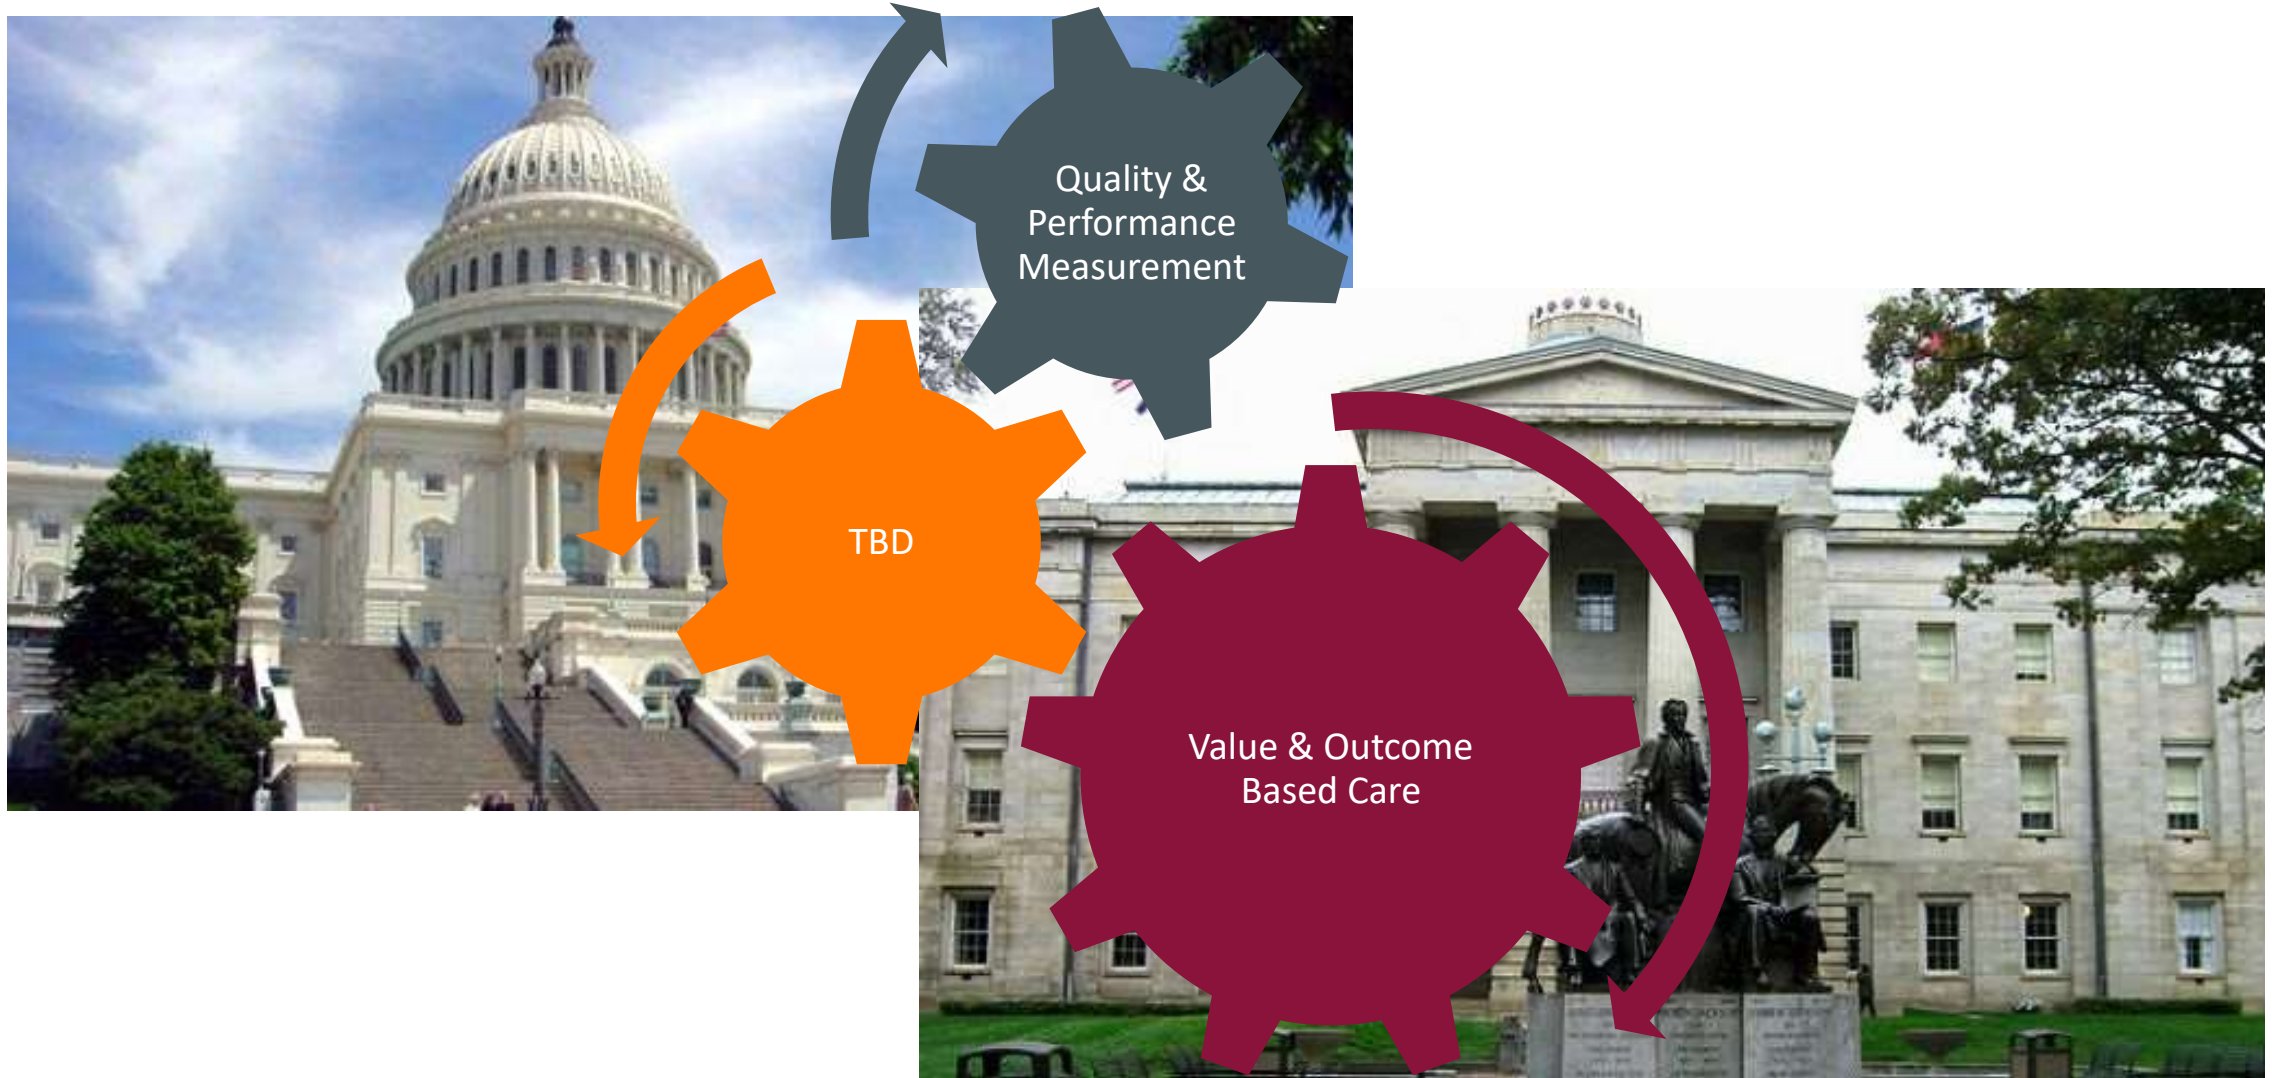 Quality &
Performance
Measurement
TBD
Value & Outcome
Based Care